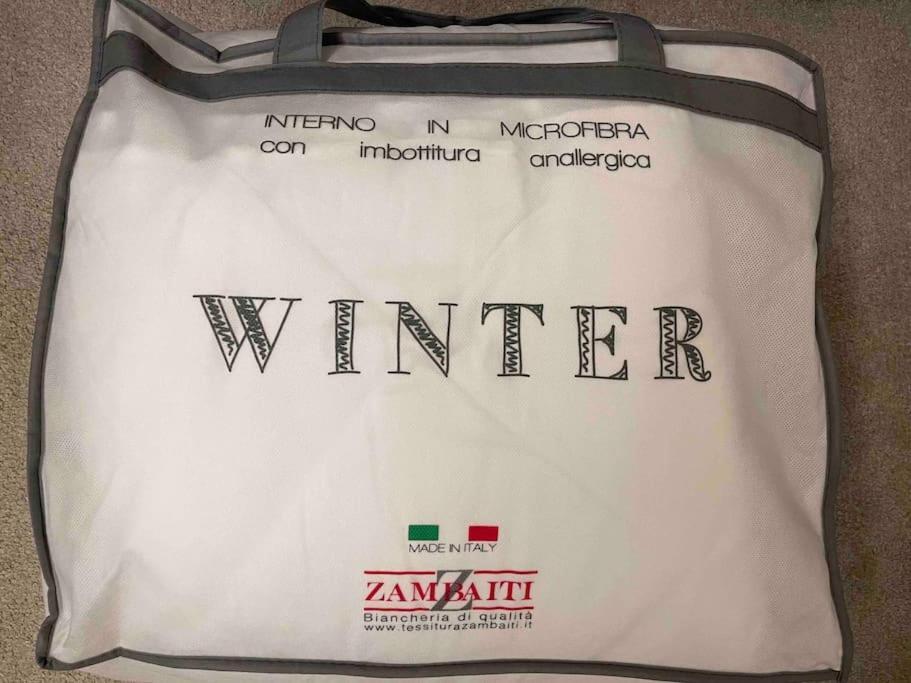 INTERNO IN MICROFIBRA
con imbottitura anallergica
WINTER
MADE IN ITALY
ZAMBAITI
Biancheria di qualità
www.tessiturazambaiti.it